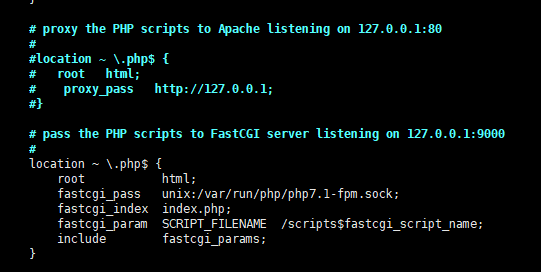 }
# proxy the PHP scripts to Apache listening on 127.0.0.1:80
#
#location ~ \.php$ {
#   root   html;
#    proxy_pass   http://127.0.0.1;
#}
# pass the PHP scripts to FastCGI server listening on 127.0.0.1:9000
#
location ~ \.php$ {
    root           html;
    fastcgi_pass   unix:/var/run/php/php7.1-fpm.sock;
    fastcgi_index  index.php;
    fastcgi_param  SCRIPT_FILENAME  /scripts$fastcgi_script_name;
    include        fastcgi_params;
}